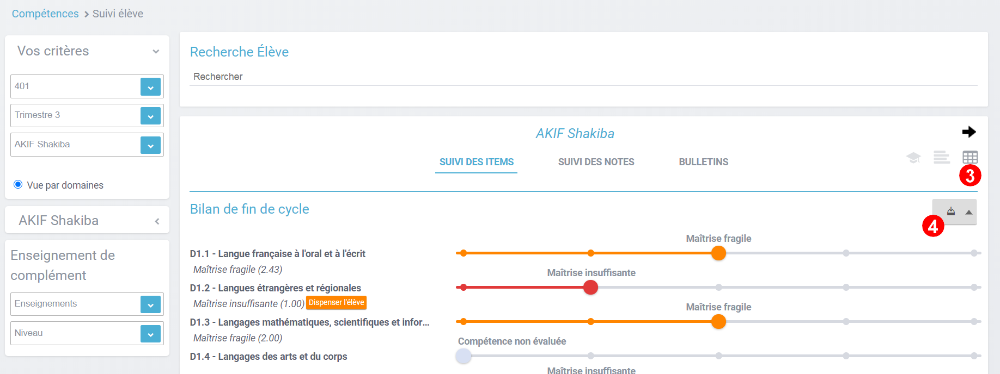 Compétences > Suivi élève
Vos critères
401
Trimestre 3
AKIF Shakiba
Vue par domaines
AKIF Shakiba
Enseignement de
complément
Enseignements
Niveau
Recherche Élève
Rechercher
AKIF Shakiba
SUIVI DES ITEMS
SUIVI DES NOTES
BULLETINS
3
Bilan de fin de cycle
4
Maîtrise fragile
D1.1 - Langue française à l'oral et à l'écrit
Maîtrise fragile (2.43)
Maîtrise insuffisante
D1.2 - Langues étrangères et régionales
Maîtrise insuffisante (1.00) Dispenser l'élève
Maîtrise fragile
D1.3 - Langages mathématiques, scientifiques et infor...
Maîtrise fragile (2.00)
Compétence non évaluée
D1.4 - Langages des arts et du corps
Maîtrise insuffisante